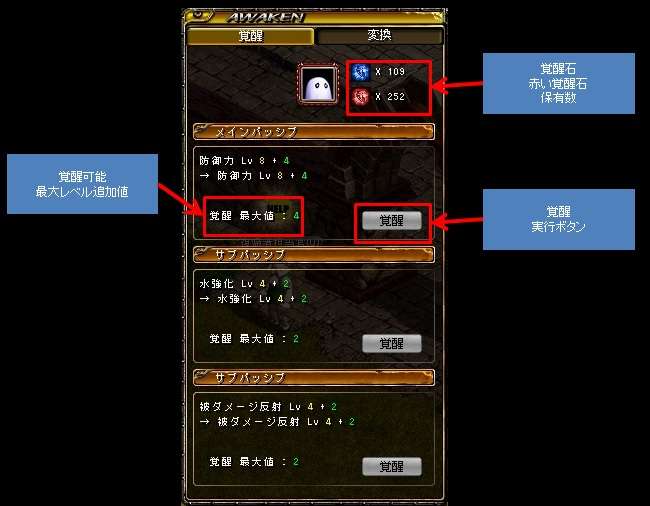 AWAKEN
覚醒
変換
X 109
X 252
覚醒石
赤い覚醒石
保有数
メインパッシブ
防御力 Lv 8 + 4
→ 防御力 Lv 8 + 4
覚醒可能
最大レベル追加値
覚醒 最大値 : 4
覚醒
覚醒
実行ボタン
サブパッシブ
水強化 Lv 4 + 2
→ 水強化 Lv 4 + 2
覚醒 最大値 : 2
覚醒
サブパッシブ
被ダメージ反射 Lv 4 + 2
→ 被ダメージ反射 Lv 4 + 2
覚醒 最大値 : 2
覚醒